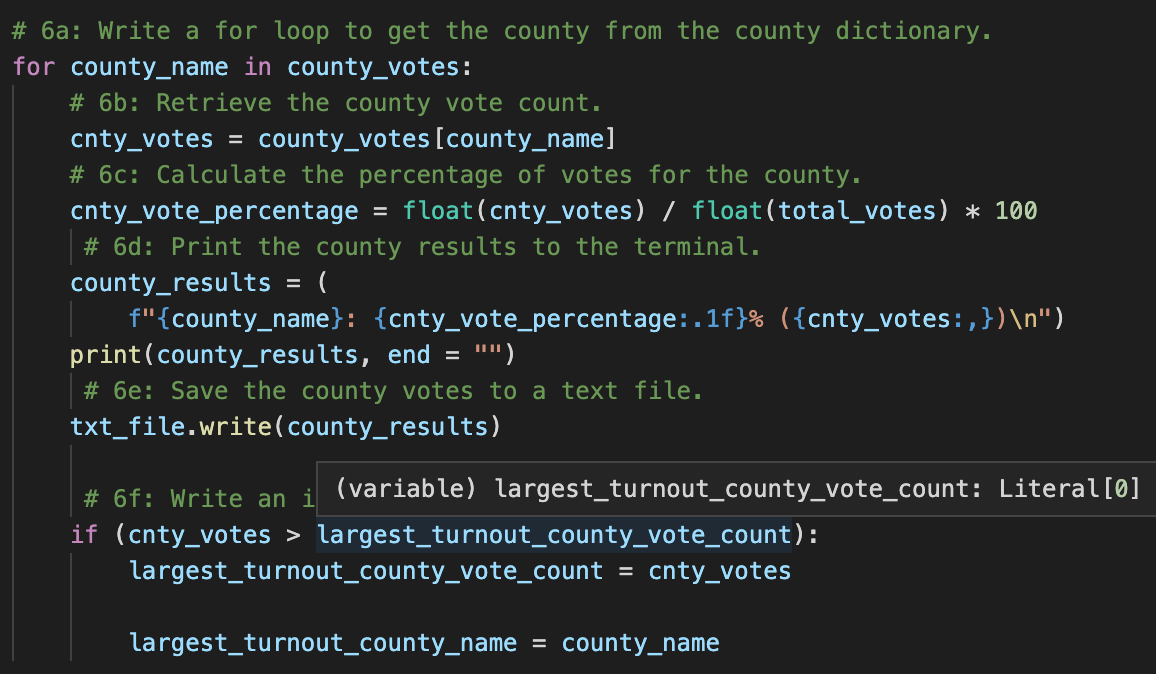 # 6a: Write a for loop to get the county from the county dictionary.
for county_name in county_votes:
    # 6b: Retrieve the county vote count.
    cnty_votes = county_votes[county_name]
    # 6c: Calculate the percentage of votes for the county.
    cnty_vote_percentage = float(cnty_votes) / float(total_votes) * 100
     # 6d: Print the county results to the terminal.
    county_results = (
        f"{county_name}: {cnty_vote_percentage:.1f}% ({cnty_votes:,})\n")
    print(county_results, end = "")
     # 6e: Save the county votes to a text file.
    txt_file.write(county_results)
(variable) largest_turnout_county_vote_count: Literal[0]
     # 6f: Write an i
    if (cnty_votes > largest_turnout_county_vote_count):
        largest_turnout_county_vote_count = cnty_votes
        largest_turnout_county_name = county_name